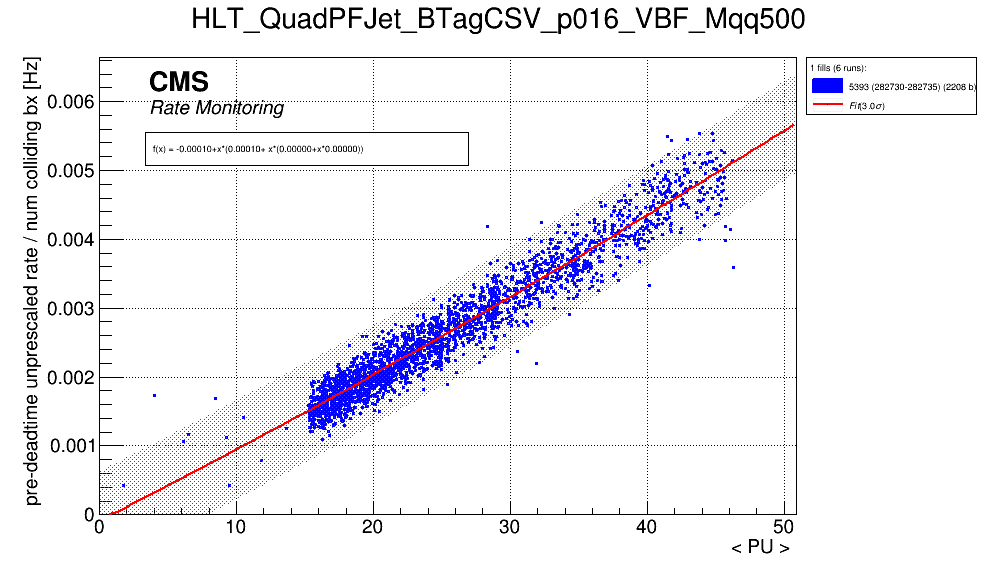 HLT_QuadPFJet_BTagCSV_p016_VBF_Mqq500
pre-deadtime unprescaled rate / num colliding bx [Hz]
CMS
Rate Monitoring
f(x) = -0.00010+x*(0.00010+ x*(0.00000+x*0.00000))
1 fills (6 runs):
5393 (282730-282735) (2208 b)
Fit(3.0σ)
0.006
0.005
0.004
0.003
0.002
0.001
0
0 10 20 30 40 50
< PU >